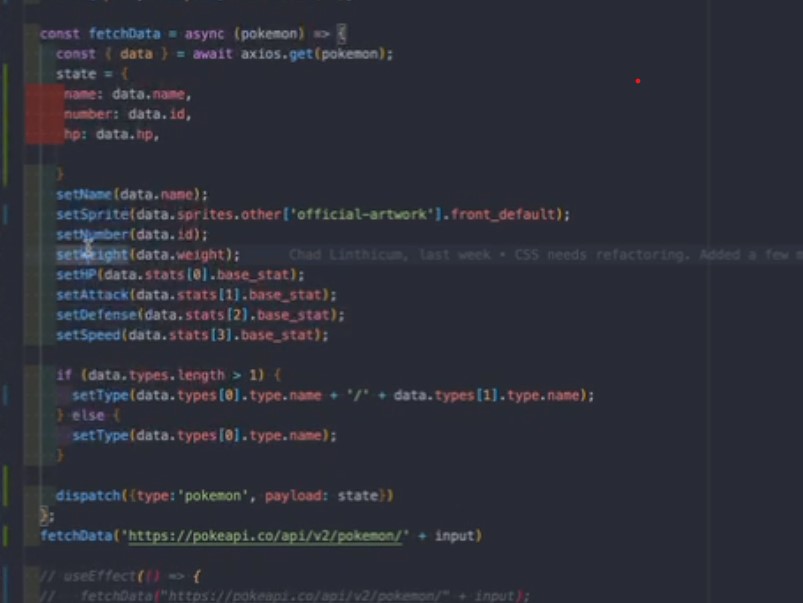 const fetchData = async (pokemon) => {
const { data } = await axios.get(pokemon);
state = {
name: data.name,
number: data.id,
hp: data.hp,
}
setName(data.name);
setSprite(data.sprites.other['official-artwork'].front_default);
setNumber(data.id);
setWeight(data.weight); Chad Linthicum, last week • CSS needs refactoring. Added a few
setHP(data.stats[0].base_stat);
setAttack(data.stats[1].base_stat);
setDefense(data.stats[2].base_stat);
setSpeed(data.stats[3].base_stat);
if (data.types.length > 1) {
setType(data.types[0].type.name + "/" + data.types[1].type.name);
} else {
setType(data.types[0].type.name);
}
dispatch({type:'pokemon', payload: state})
};
fetchData('https://pokeapi.co/api/v2/pokemon/' + input)
// useEffect(() => {
// fetchData("https://pokeapi.co/api/v2/pokemon/" + input);